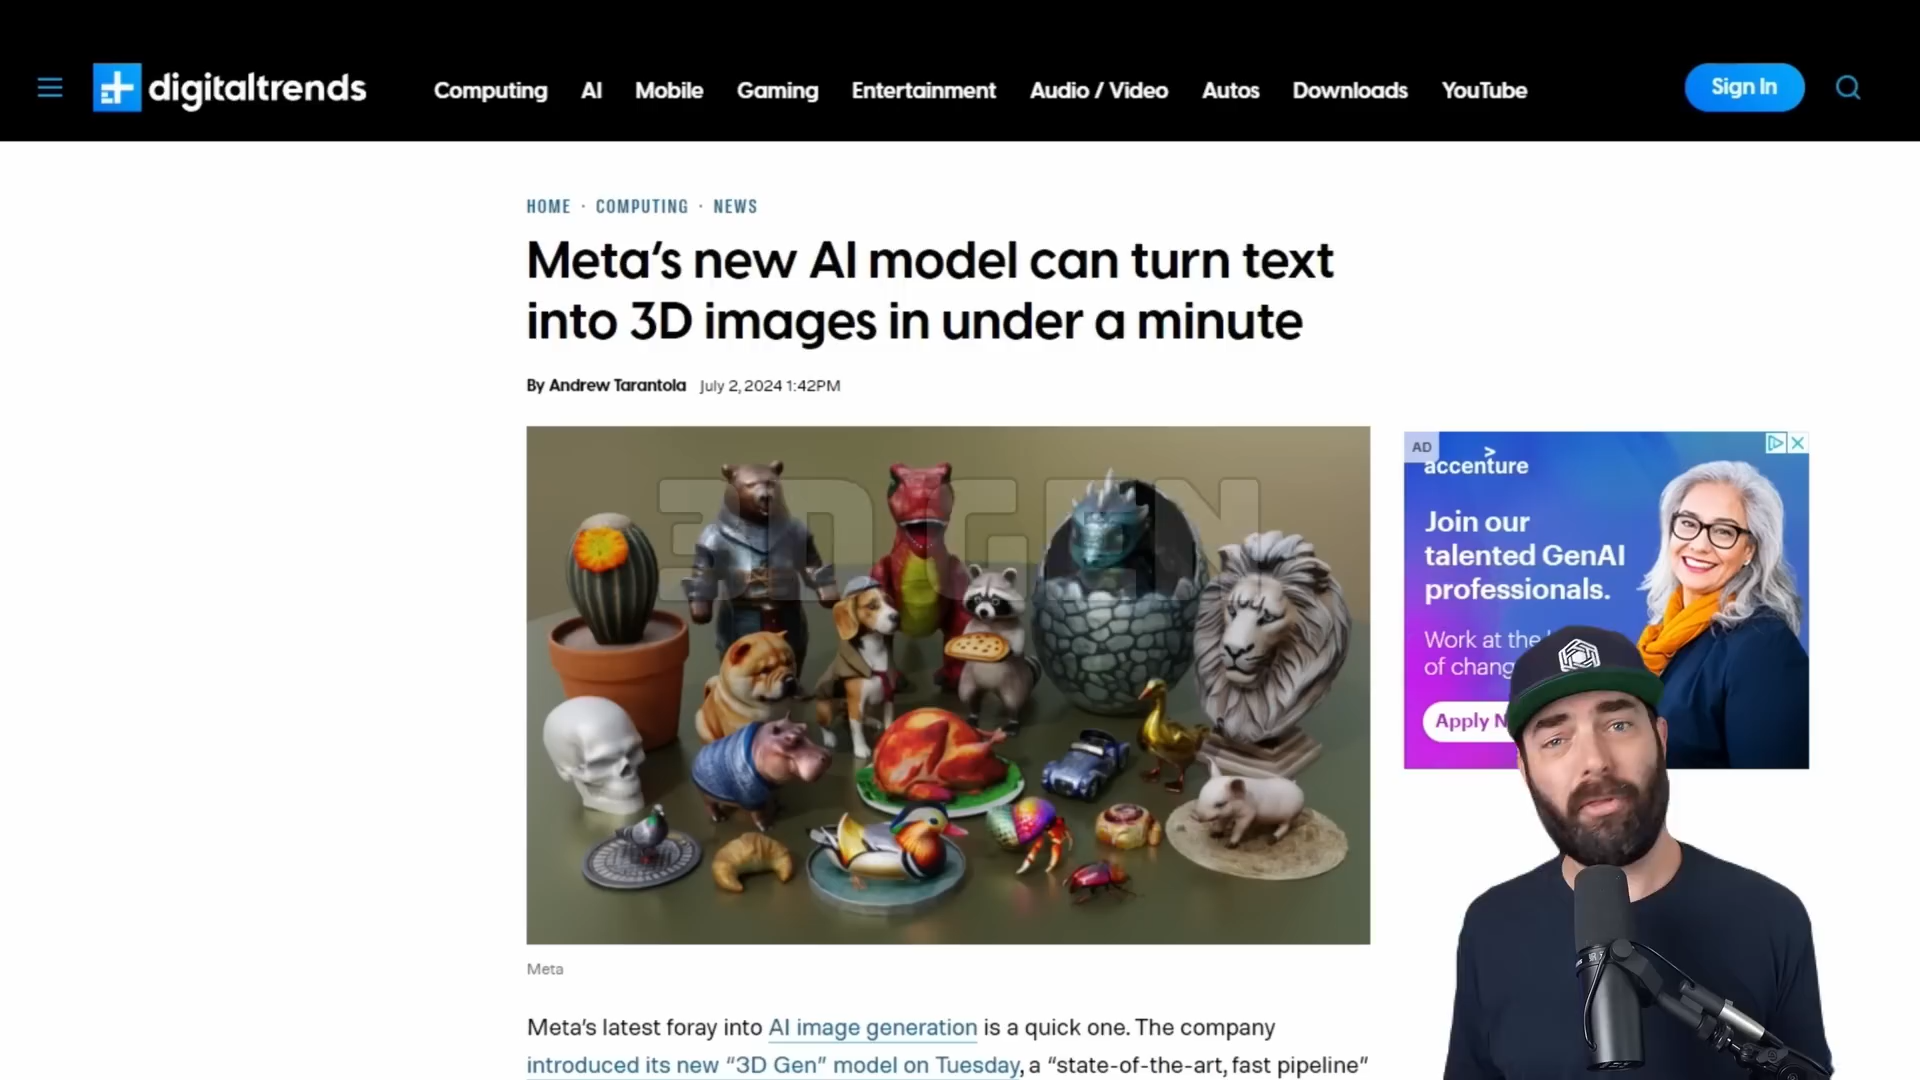 digitaltrends
Computing AI Mobile Gaming Entertainment Audio / Video Autos Downloads YouTube
Sign In
HOME · COMPUTING · NEWS
Meta’s new AI model can turn text
into 3D images in under a minute
By Andrew Tarantola July 2, 2024 1:42PM
3D GEN
Meta
Meta’s latest foray into AI image generation is a quick one. The company
introduced its new “3D Gen” model on Tuesday, a “state-of-the-art, fast pipeline”
AD
>
accenture
Join our
talented GenAI
professionals.
Work at the
of chang
Apply N